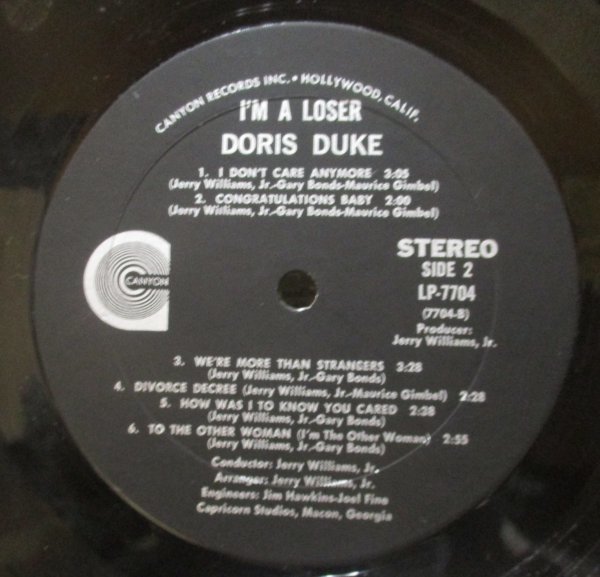 CANYON RECORDS INC. • HOLLYWOOD, CALIF.
I'M A LOSER
DORIS DUKE
1. I DON'T CARE ANYMORE 3:05
(Jerry Williams, Jr.-Gary Bonds-Maurice Gimbel)
2. CONGRATULATIONS BABY 2:00
(Jerry Williams, Jr.-Gary Bonds-Maurice Gimbel)
CANYON
STEREO
SIDE 2
LP-7704
(7704-B)
Producer:
Jerry Williams, Jr.
3. WE'RE MORE THAN STRANGERS 3:28
(Jerry Williams, Jr.-Gary Bonds)
4. DIVORCE DECREE (Jerry Williams, Jr.-Maurice Gimbel) 2:28
5. HOW WAS I TO KNOW YOU CARED 2:38
(Jerry Williams, Jr.-Gary Bonds)
6. TO THE OTHER WOMAN (I'm The Other Woman) 2:55
(Jerry Williams, Jr.-Gary Bonds)
Conductor: Jerry Williams, Jr.
Arranger: Jerry Williams, Jr.
Engineers: Jim Hawkins-Joel Fine
Capricorn Studios, Macon, Georgia